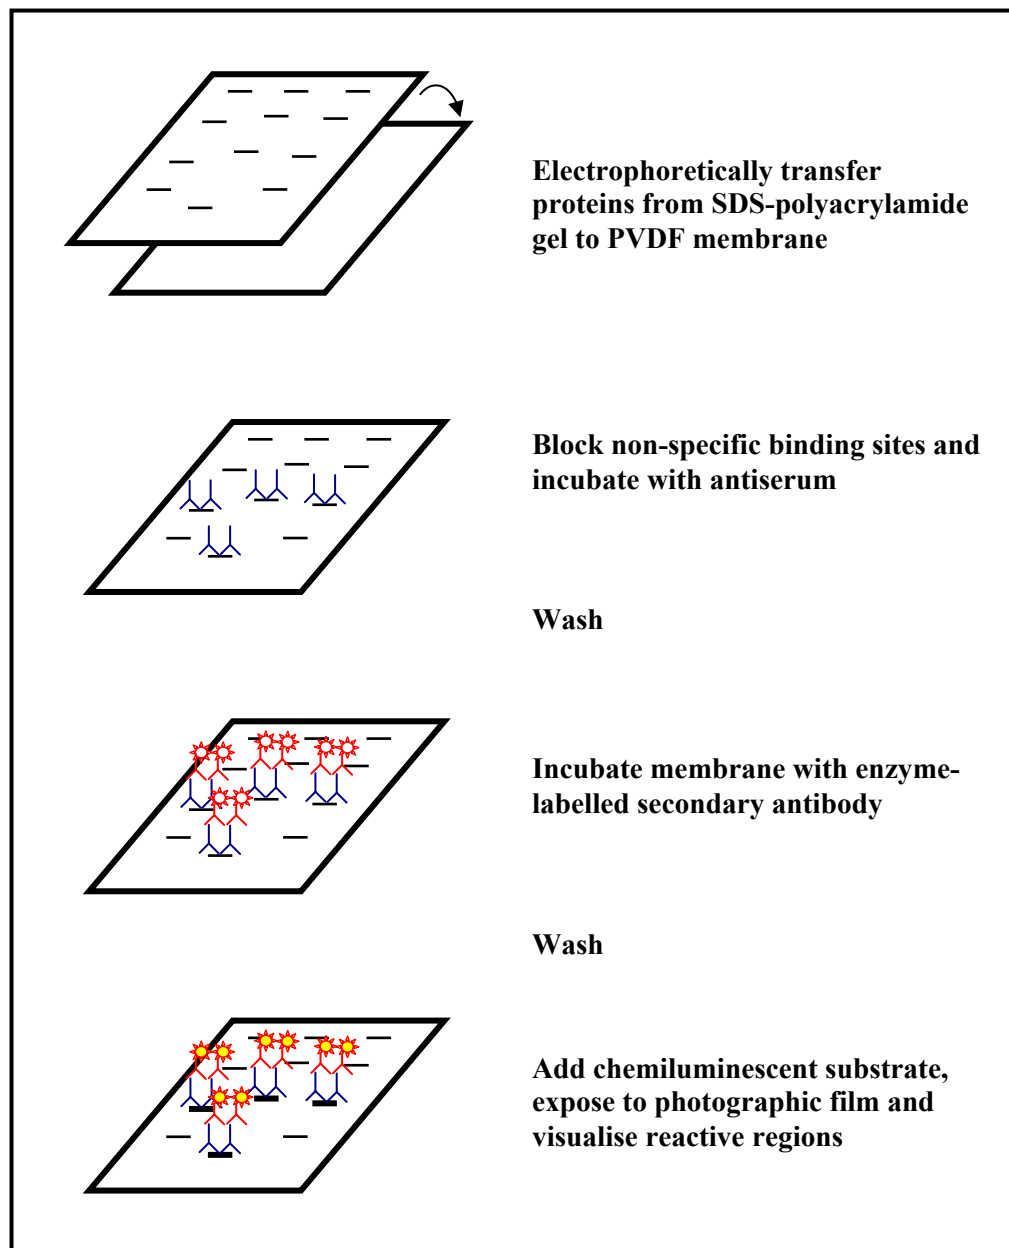 Electrophoretically transfer
proteins from SDS-polyacrylamide
gel to PVDF membrane
Block non-specific binding sites and
incubate with antiserum
Wash
Incubate membrane with enzyme-
labelled secondary antibody
Wash
Add chemiluminescent substrate,
expose to photographic film and
visualise reactive regions